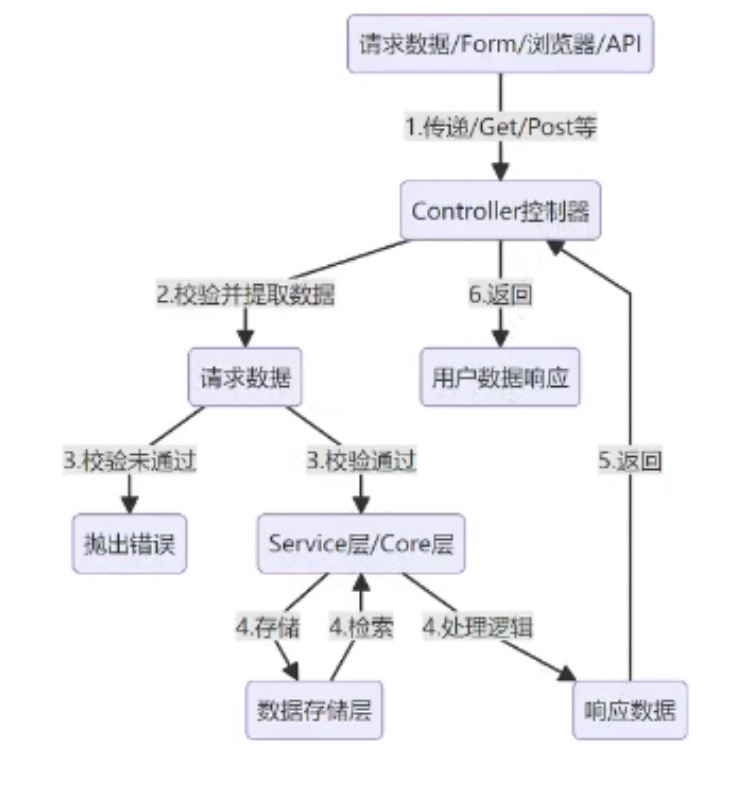 请求数据/Form/浏览器/API
1.传递/Get/Post等
Controller控制器
2.校验并提取数据
6.返回
请求数据
用户数据响应
3.校验未通过
3.校验通过
5.返回
抛出错误
Service层/Core层
4.存储
4.检索
4.处理逻辑
数据存储层
响应数据